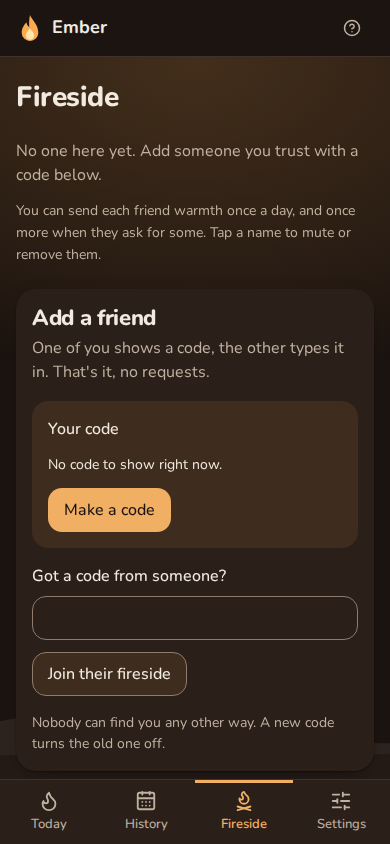 Ember
Fireside
No one here yet. Add someone you trust with a
code below.
You can send each friend warmth once a day, and once
more when they ask for some. Tap a name to mute or
remove them.
Add a friend
One of you shows a code, the other types it
in. That's it, no requests.
Your code
No code to show right now.
Make a code
Got a code from someone?
Join their fireside
Nobody can find you any other way. A new code
turns the old one off.
Today
History
Fireside
Settings